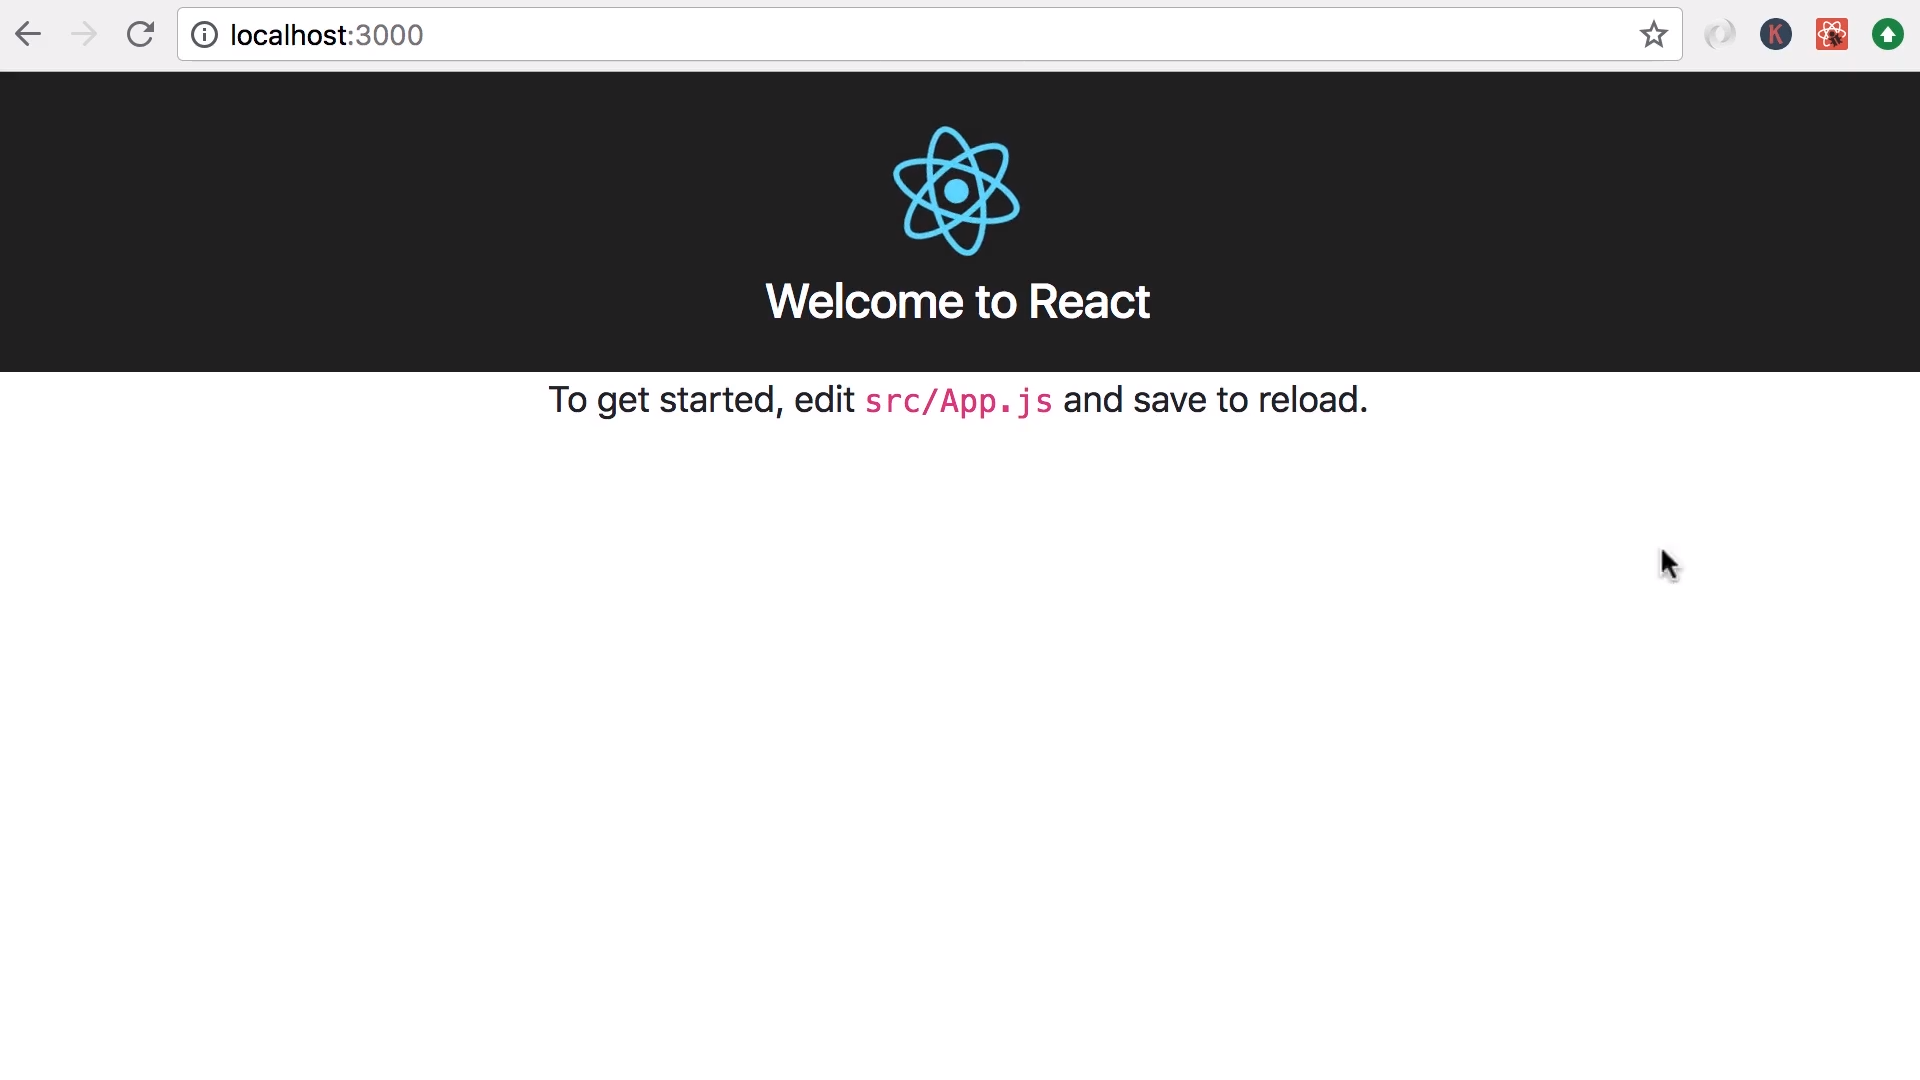 localhost:3000
K
Welcome to React
To get started, edit src/App.js and save to reload.